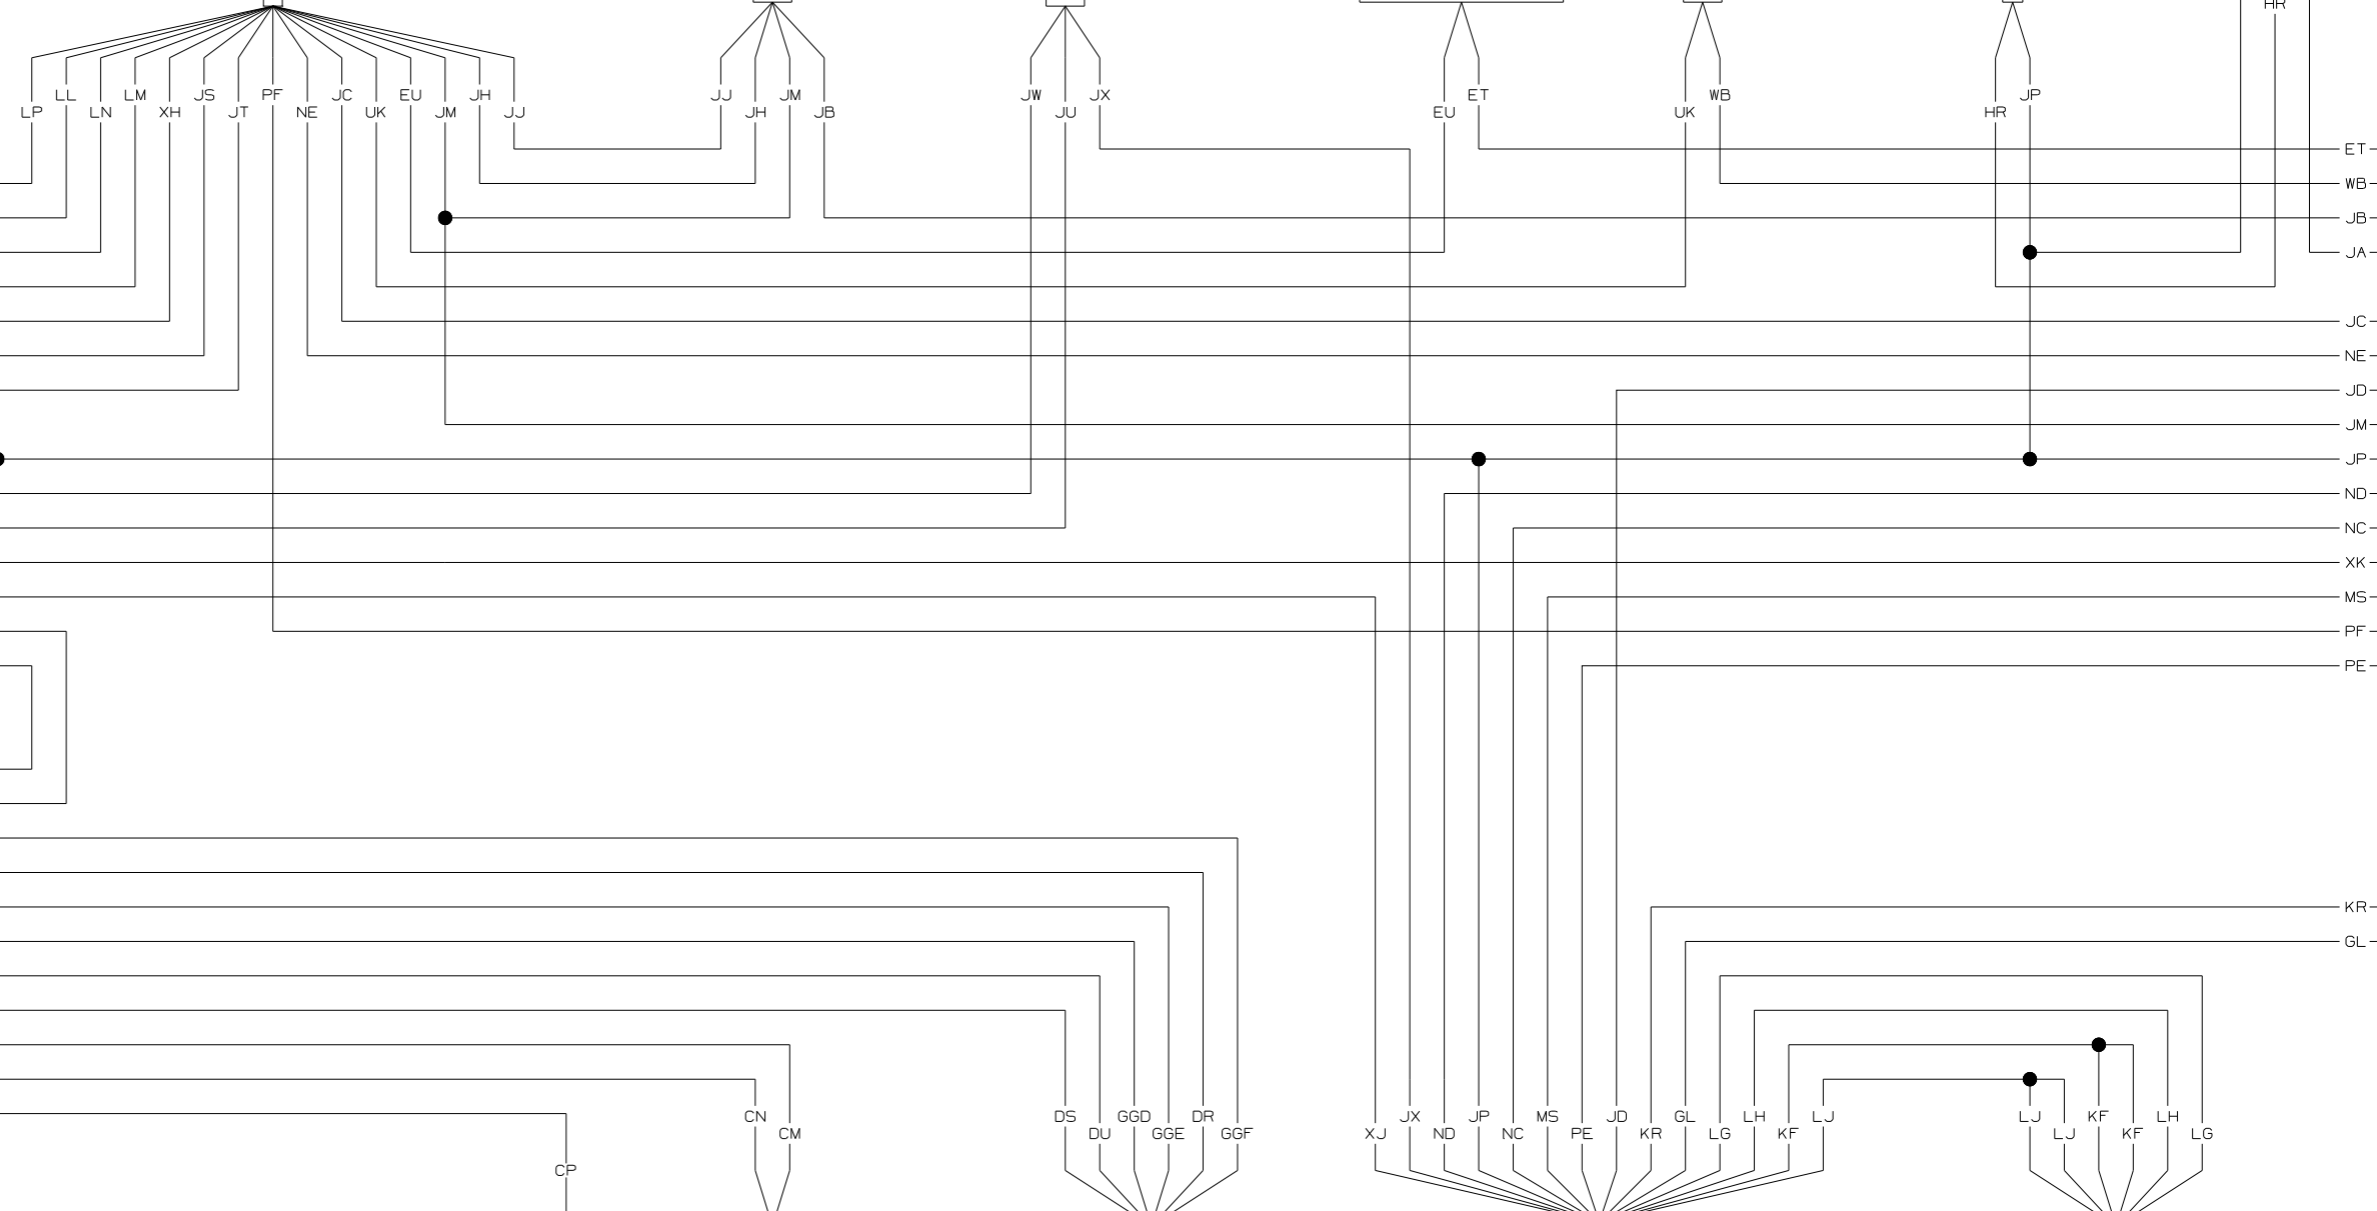 HR
LL LM JS PF JC EU JH JJ JM JW JX ET WB JP
LP LN XH JT NE UK JM JJ JH JB JU EU UK HR
ET
WB
JB
JA
JC
NE
JD
JM
JP
ND
NC
XK
MS
PF
PE
KR
GL
CN DS GGD DR JX JP MS JD GL LH LJ LJ KF LH
CM DU GGE GGF XJ ND NC PE KR LG KF LJ KF LG
CP